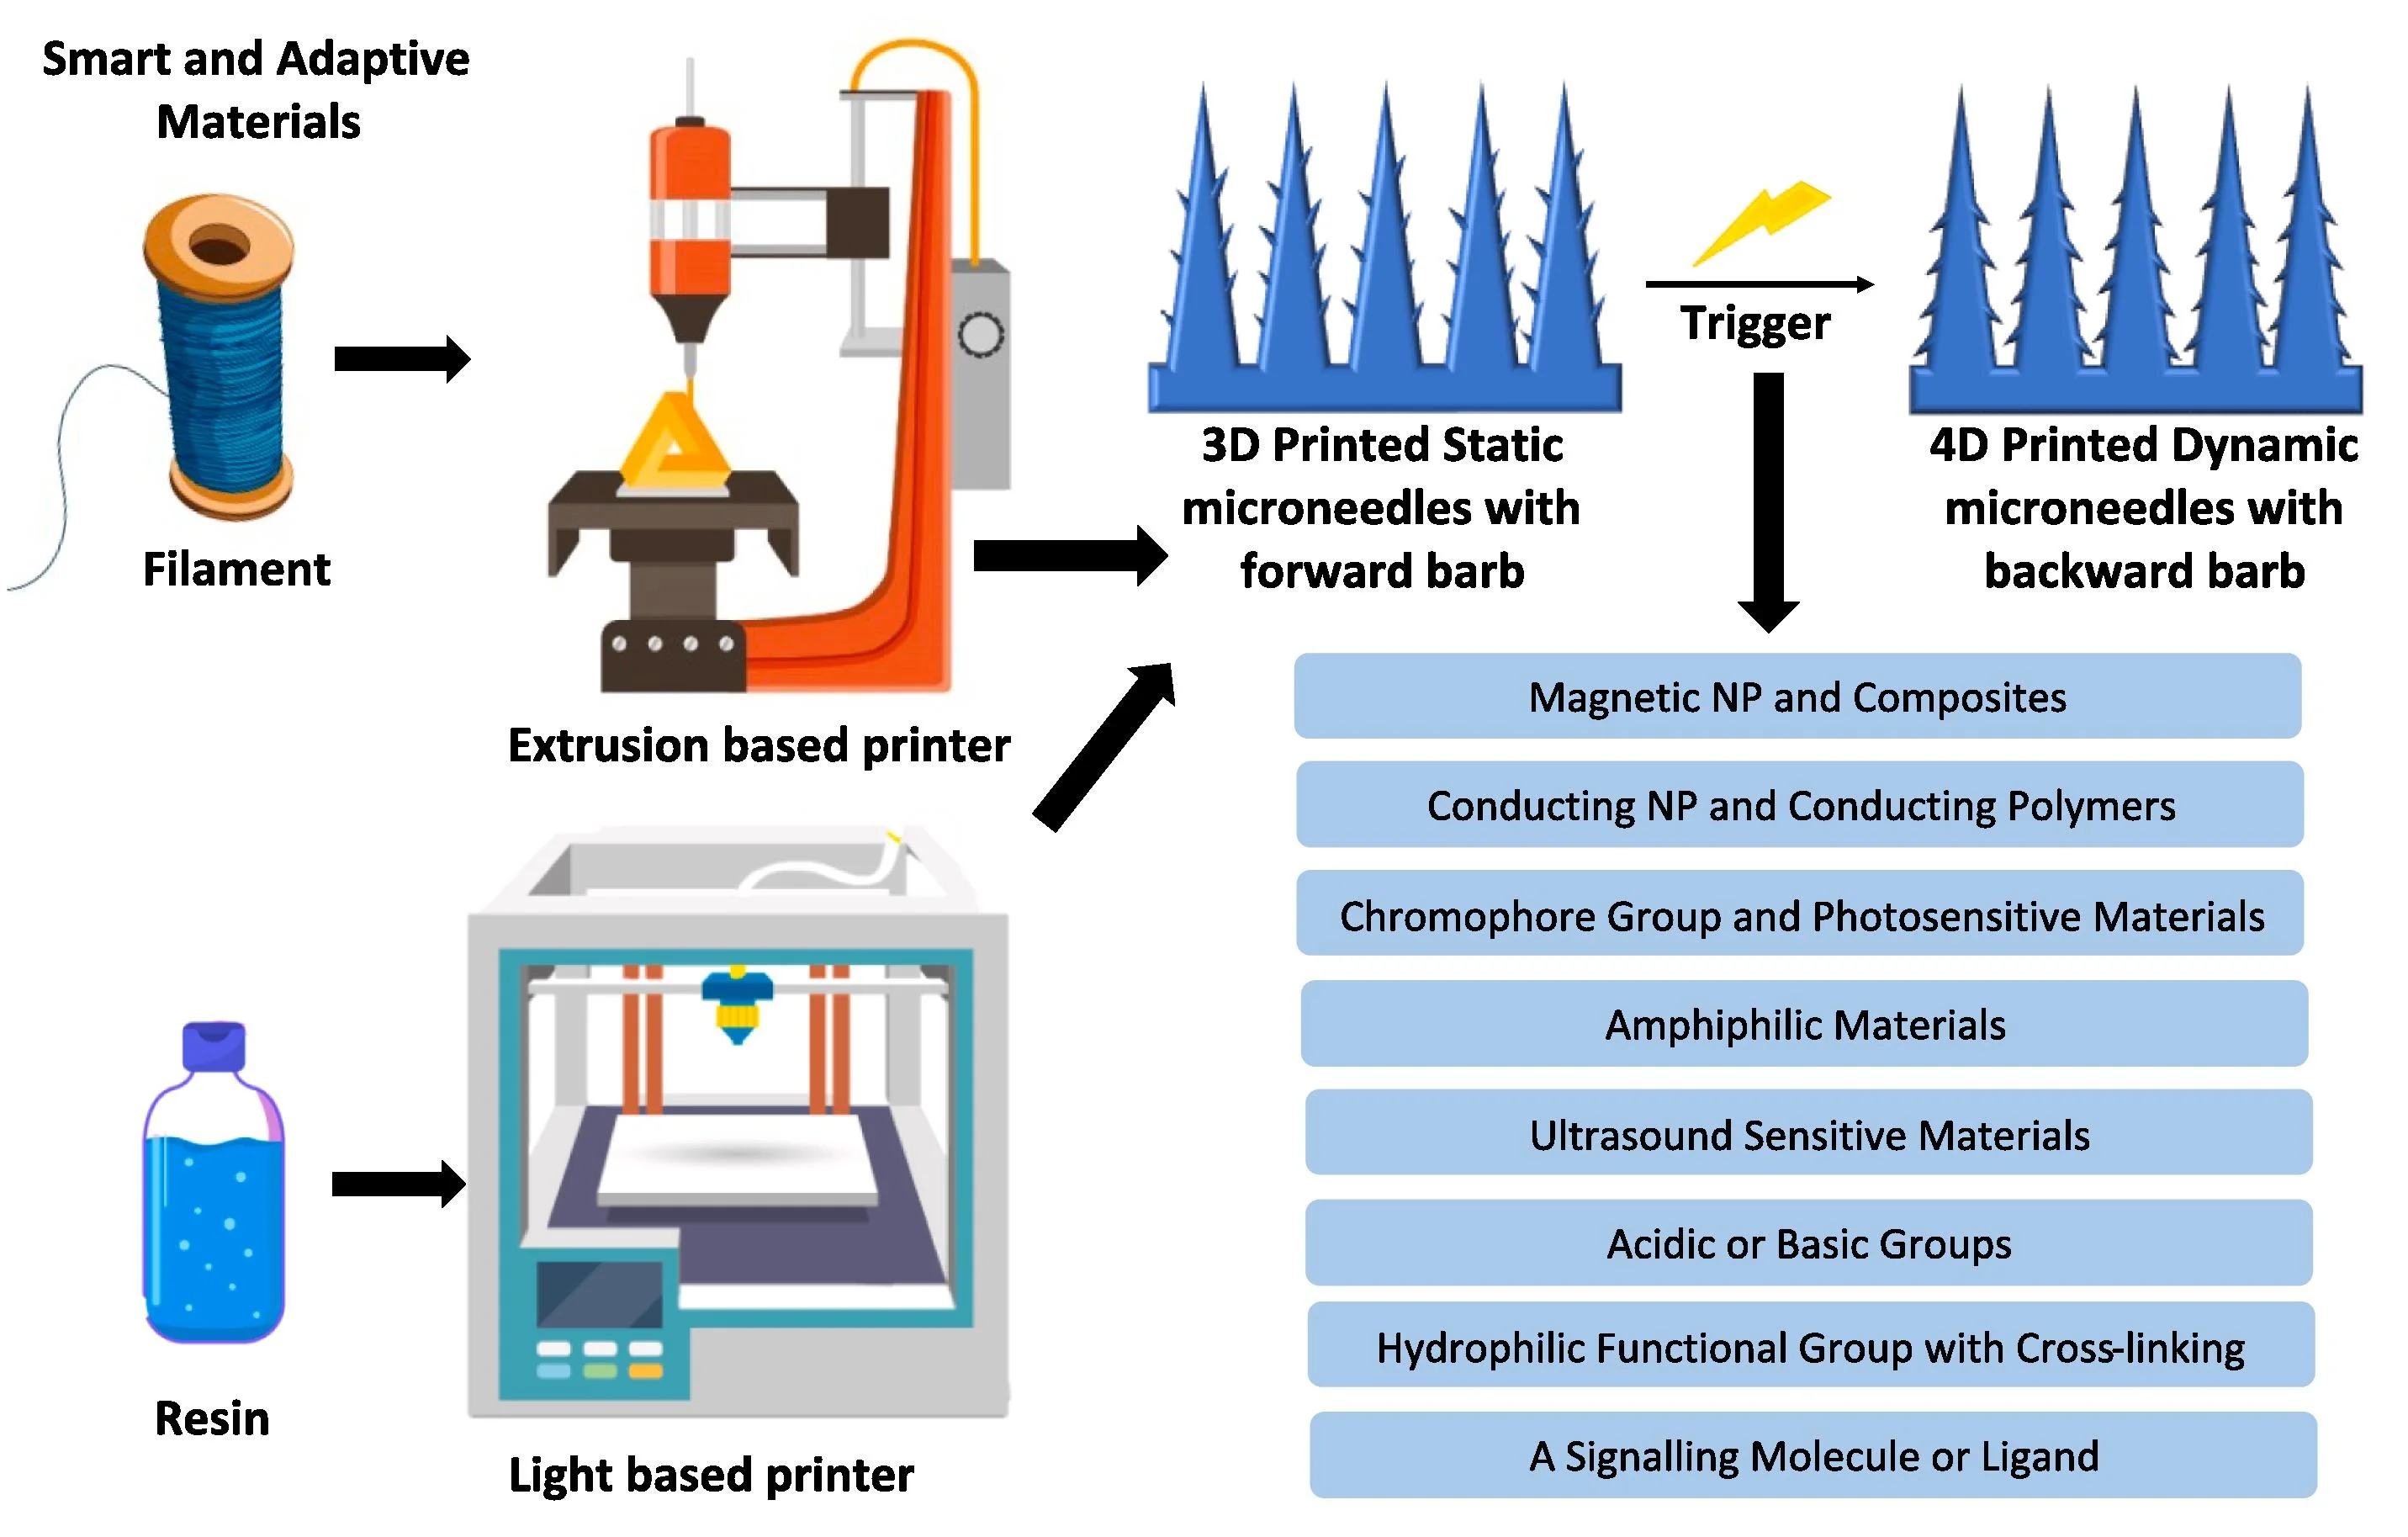 Smart and Adaptive
Materials
Filament
Extrusion based printer
Resin
Light based printer
3D Printed Static
microneedles with
forward barb
Trigger
4D Printed Dynamic
microneedles with
backward barb
Magnetic NP and Composites
Conducting NP and Conducting Polymers
Chromophore Group and Photosensitive Materials
Amphiphilic Materials
Ultrasound Sensitive Materials
Acidic or Basic Groups
Hydrophilic Functional Group with Cross-linking
A Signalling Molecule or Ligand